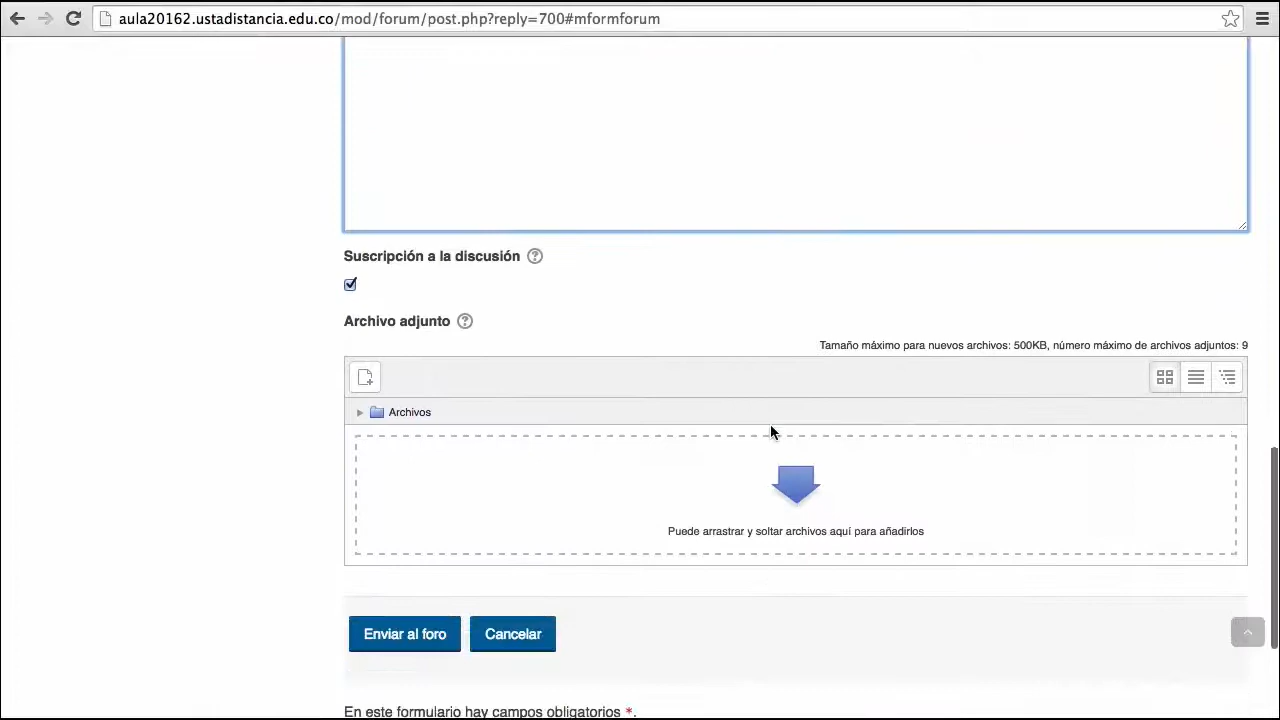 aula20162.ustadistancia.edu.co/mod/forum/post.php?reply=700#mformforum
Suscripción a la discusión ?
Archivo adjunto ?
Tamaño máximo para nuevos archivos: 500KB, número máximo de archivos adjuntos: 9
Archivos
Puede arrastrar y soltar archivos aquí para añadirlos
Enviar al foro Cancelar
En este formulario hay campos obligatorios *.